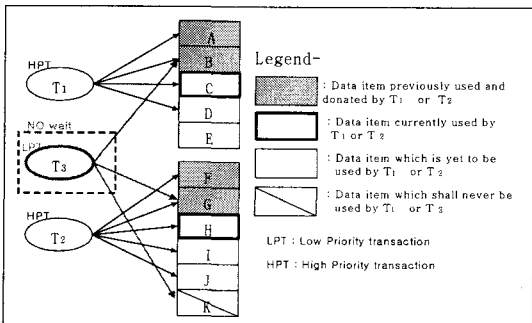 HPT
T1
NO wait
LPT
T3
HPT
T2
A
B
C
D
E
F
G
H
I
J
K
Legend-
: Data item previously used and
donated by T1 or T2
: Data item currently used by
T1 or T2
: Data item which is yet to be
used by T1 or T2
: Data item which shall never be
used by T1 or T2
LPT : Low Priority transaction
HPT : High Priority transaction